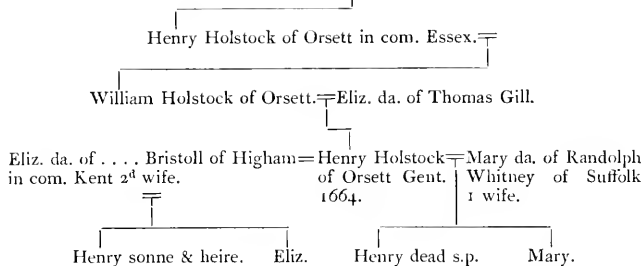 Henry Holstock of Orsett in com. Essex.
William Holstock of Orsett.=Eliz. da. of Thomas Gill.
Eliz. da. of . . . . Bristoll of Higham=Henry Holstock=Mary da. of Randolph
in com. Kent 2d wife. of Orsett Gent. Whitney of Suffolk
1664. 1 wife.
Henry sonne & heire. Eliz. Henry dead s.p. Mary.